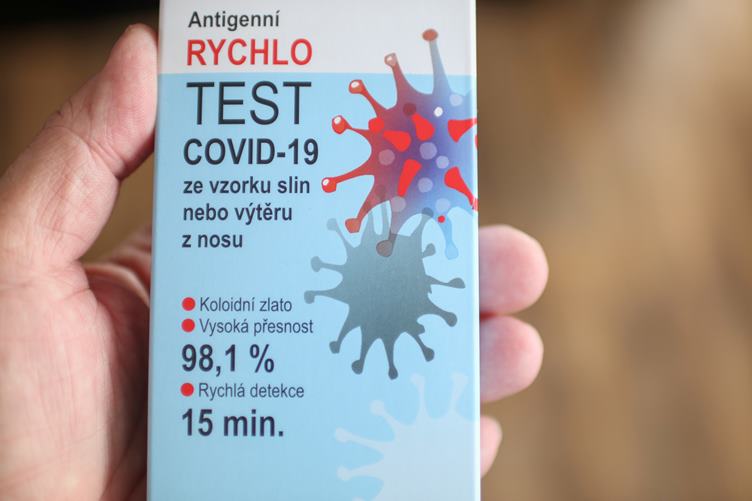 Antigenní
RYCHLO
TEST
COVID-19
ze vzorku slin
nebo výtěru
z nosu
Koloidní zlato
Vysoká přesnost
98,1 %
Rychlá detekce
15 min.